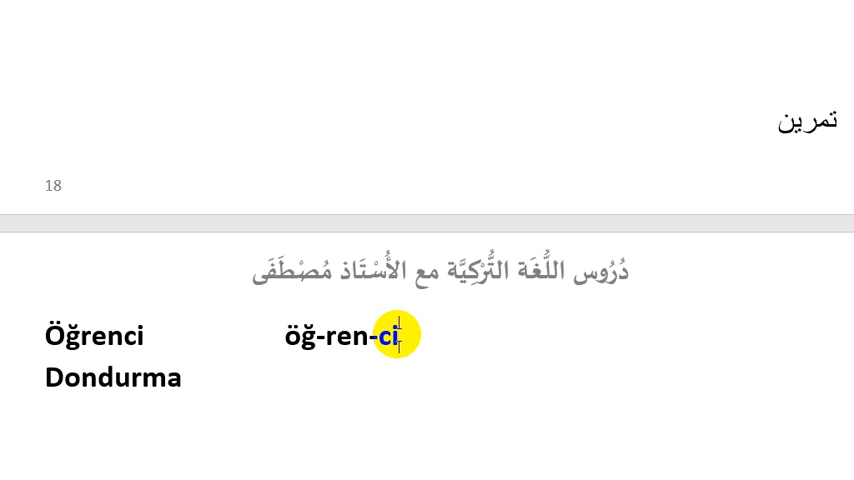 تمرين
18
دُرُوس اللُّغَة التُّرْكِيَّة مع الأُسْتَاذ مُصْطَفَى
Öğrenci öğ-ren-ci
Dondurma